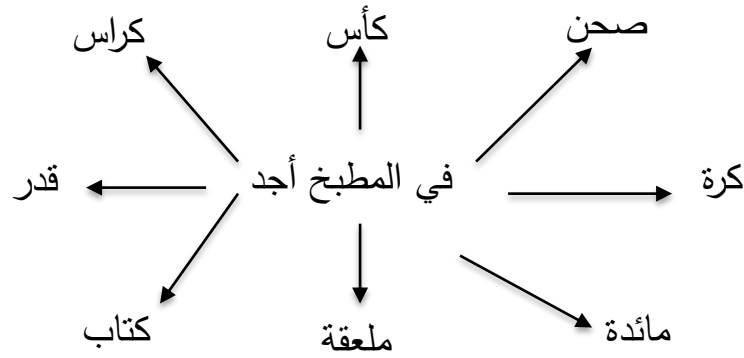 صحن
كأس
كراس
كرة
في المطبخ أجد
قدر
مائدة
ملعقة
كتاب